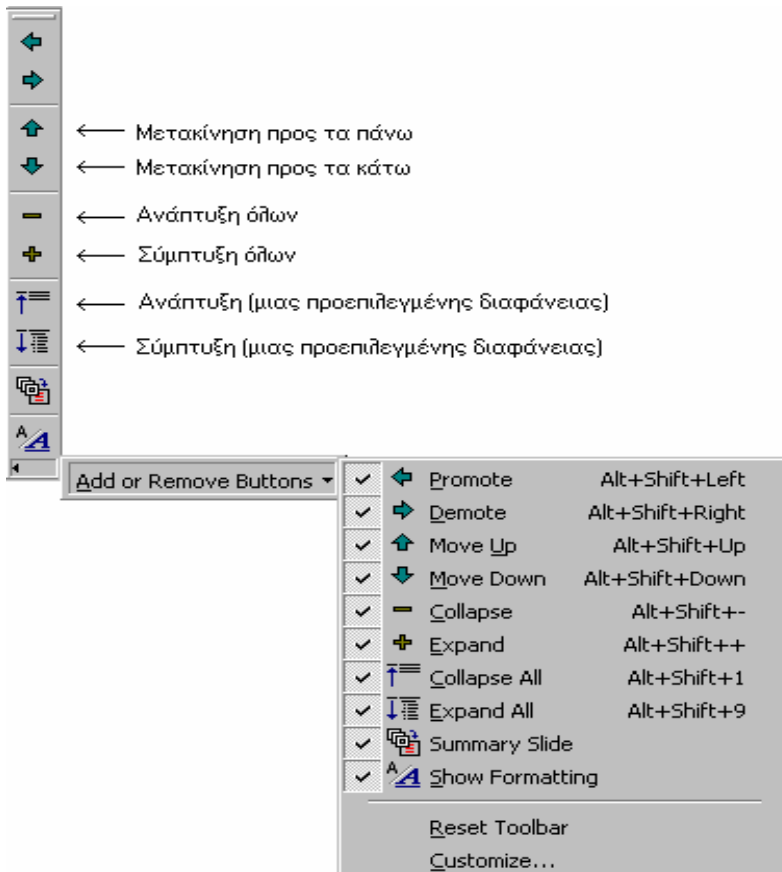 Μετακίνηση προς τα πάνω
Μετακίνηση προς τα κάτω
Ανάπτυξη όλων
Σύμπτυξη όλων
Ανάπτυξη (μιας προεπιλεγμένης διαφάνειας)
Σύμπτυξη (μιας προεπιλεγμένης διαφάνειας)
Add or Remove Buttons
Promote Alt+Shift+Left
Demote Alt+Shift+Right
Move Up Alt+Shift+Up
Move Down Alt+Shift+Down
Collapse Alt+Shift+-
Expand Alt+Shift++
Collapse All Alt+Shift+1
Expand All Alt+Shift+9
Summary Slide
Show Formatting
Reset Toolbar
Customize...